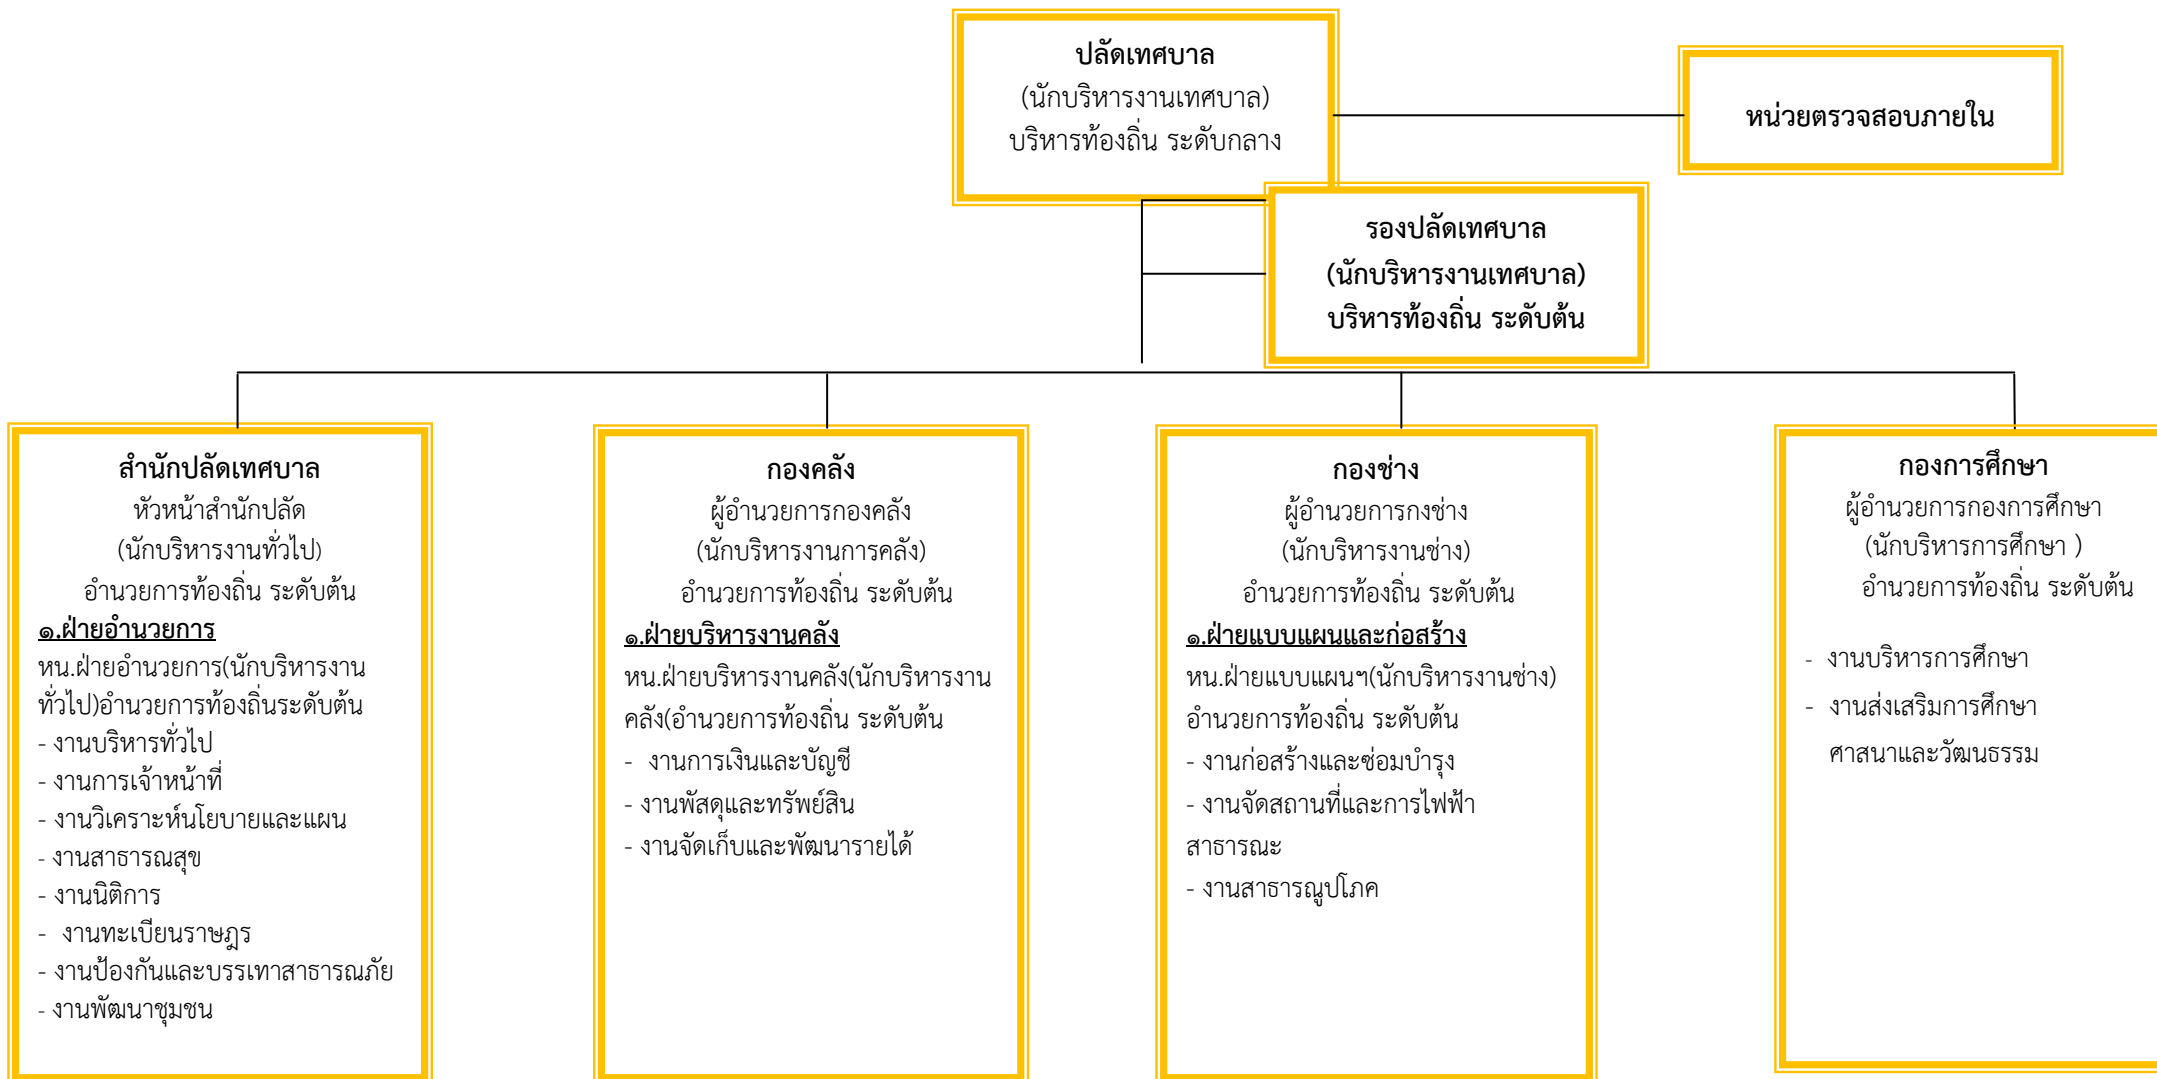 ปลัดเทศบาล
(นักบริหารงานเทศบาล)
บริหารท้องถิ่น ระดับกลาง
หน่วยตรวจสอบภายใน
รองปลัดเทศบาล
(นักบริหารงานเทศบาล)
บริหารท้องถิ่น ระดับต้น
สำนักปลัดเทศบาล
หัวหน้าสำนักปลัด
(นักบริหารงานทั่วไป)
อำนวยการท้องถิ่น ระดับต้น
๑.ฝ่ายอำนวยการ
หน.ฝ่ายอำนวยการ(นักบริหารงาน
ทั่วไป)อำนวยการท้องถิ่นระดับต้น
- งานบริหารทั่วไป
- งานการเจ้าหน้าที่
- งานวิเคราะห์นโยบายและแผน
- งานสาธารณสุข
- งานนิติการ
- งานทะเบียนราษฎร
- งานป้องกันและบรรเทาสาธารณภัย
- งานพัฒนาชุมชน
กองคลัง
ผู้อำนวยการกองคลัง
(นักบริหารงานการคลัง)
อำนวยการท้องถิ่น ระดับต้น
๑.ฝ่ายบริหารงานคลัง
หน.ฝ่ายบริหารงานคลัง(นักบริหารงาน
คลัง(อำนวยการท้องถิ่น ระดับต้น
- งานการเงินและบัญชี
- งานพัสดุและทรัพย์สิน
- งานจัดเก็บและพัฒนารายได้
กองช่าง
ผู้อำนวยการกงช่าง
(นักบริหารงานช่าง)
อำนวยการท้องถิ่น ระดับต้น
๑.ฝ่ายแบบแผนและก่อสร้าง
หน.ฝ่ายแบบแผนฯ(นักบริหารงานช่าง)
อำนวยการท้องถิ่น ระดับต้น
- งานก่อสร้างและซ่อมบำรุง
- งานจัดสถานที่และการไฟฟ้า
สาธารณะ
- งานสาธารณูปโภค
กองการศึกษา
ผู้อำนวยการกองการศึกษา
(นักบริหารการศึกษา )
อำนวยการท้องถิ่น ระดับต้น
- งานบริหารการศึกษา
- งานส่งเสริมการศึกษา
ศาสนาและวัฒนธรรม